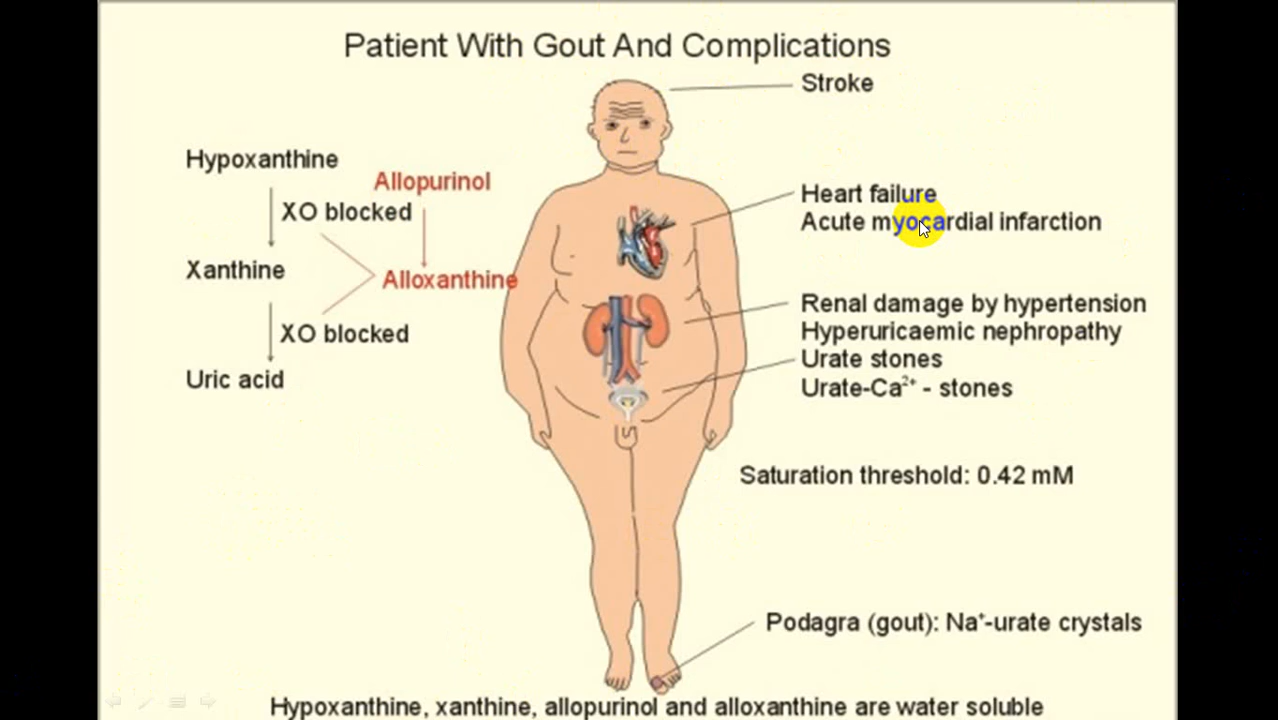 Patient With Gout And Complications
Stroke
Hypoxanthine
Allopurinol
XO blocked
Xanthine
Alloxanthine
XO blocked
Uric acid
Heart failure
Acute myocardial infarction
Renal damage by hypertension
Hyperuricaemic nephropathy
Urate stones
Urate-Ca²⁺ - stones
Saturation threshold: 0.42 mM
Podagra (gout): Na⁺-urate crystals
Hypoxanthine, xanthine, allopurinol and alloxanthine are water soluble